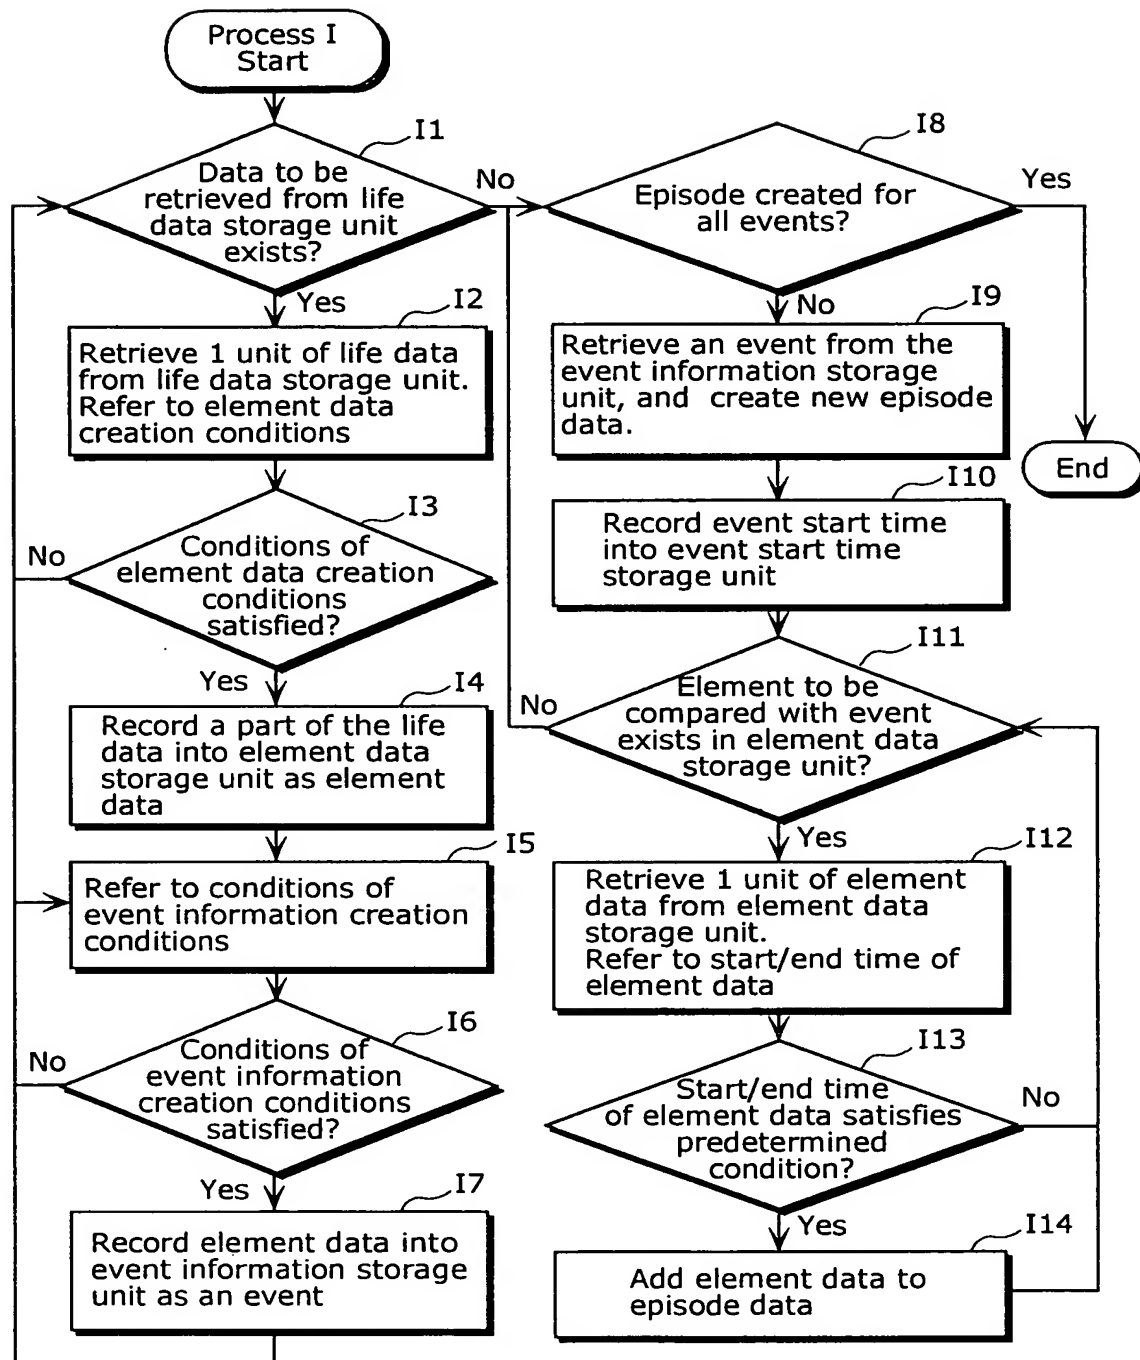 Process I
Start
I1
Data to be
retrieved from life
data storage unit
exists?
No
Yes
I2
Retrieve 1 unit of life data
from life data storage unit.
Refer to element data
creation conditions
I3
No
Conditions of
element data creation
conditions
satisfied?
Yes
I4
Record a part of the life
data into element data
storage unit as element
data
I5
Refer to conditions of
event information creation
conditions
I6
No
Conditions of
event information
creation conditions
satisfied?
Yes
I7
Record element data into
event information storage
unit as an event
I8
Episode created for
all events?
Yes
No
I9
Retrieve an event from the
event information storage
unit, and create new episode
data.
End
I10
Record event start time
into event start time
storage unit
I11
No
Element to be
compared with event
exists in element data
storage unit?
Yes
I12
Retrieve 1 unit of element
data from element data
storage unit.
Refer to start/end time of
element data
I13
Start/end time
of element data satisfies
predetermined
condition?
No
Yes
I14
Add element data to
episode data